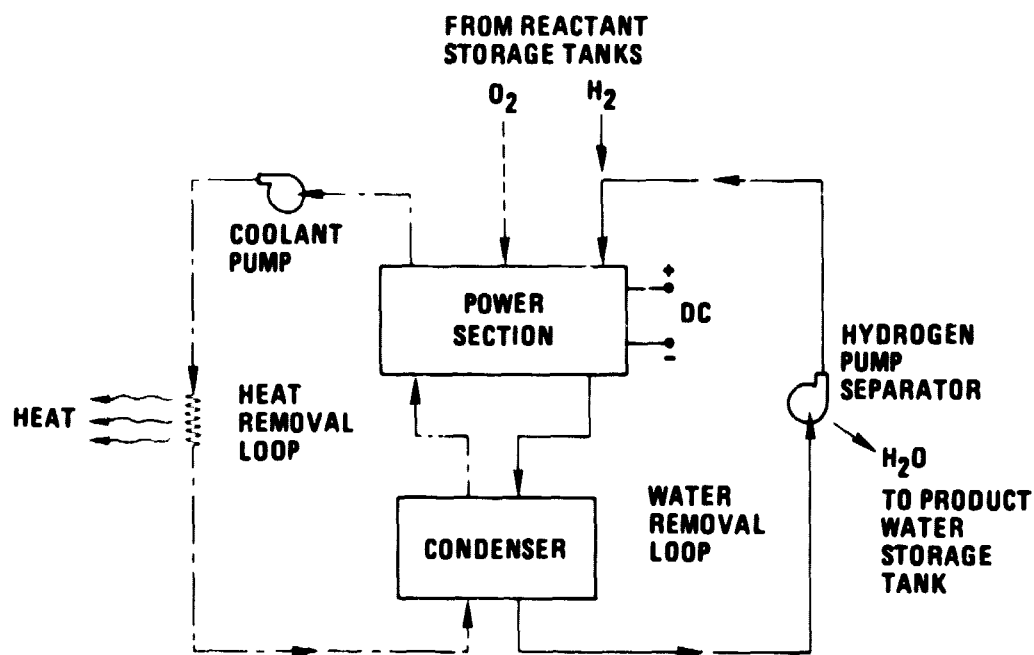 FROM REACTANT
STORAGE TANKS
O2
H2
COOLANT
PUMP
POWER
SECTION
+
DC
-
HYDROGEN
PUMP
SEPARATOR
HEAT
HEAT
REMOVAL
LOOP
H2O
TO PRODUCT
WATER
STORAGE
TANK
WATER
REMOVAL
LOOP
CONDENSER